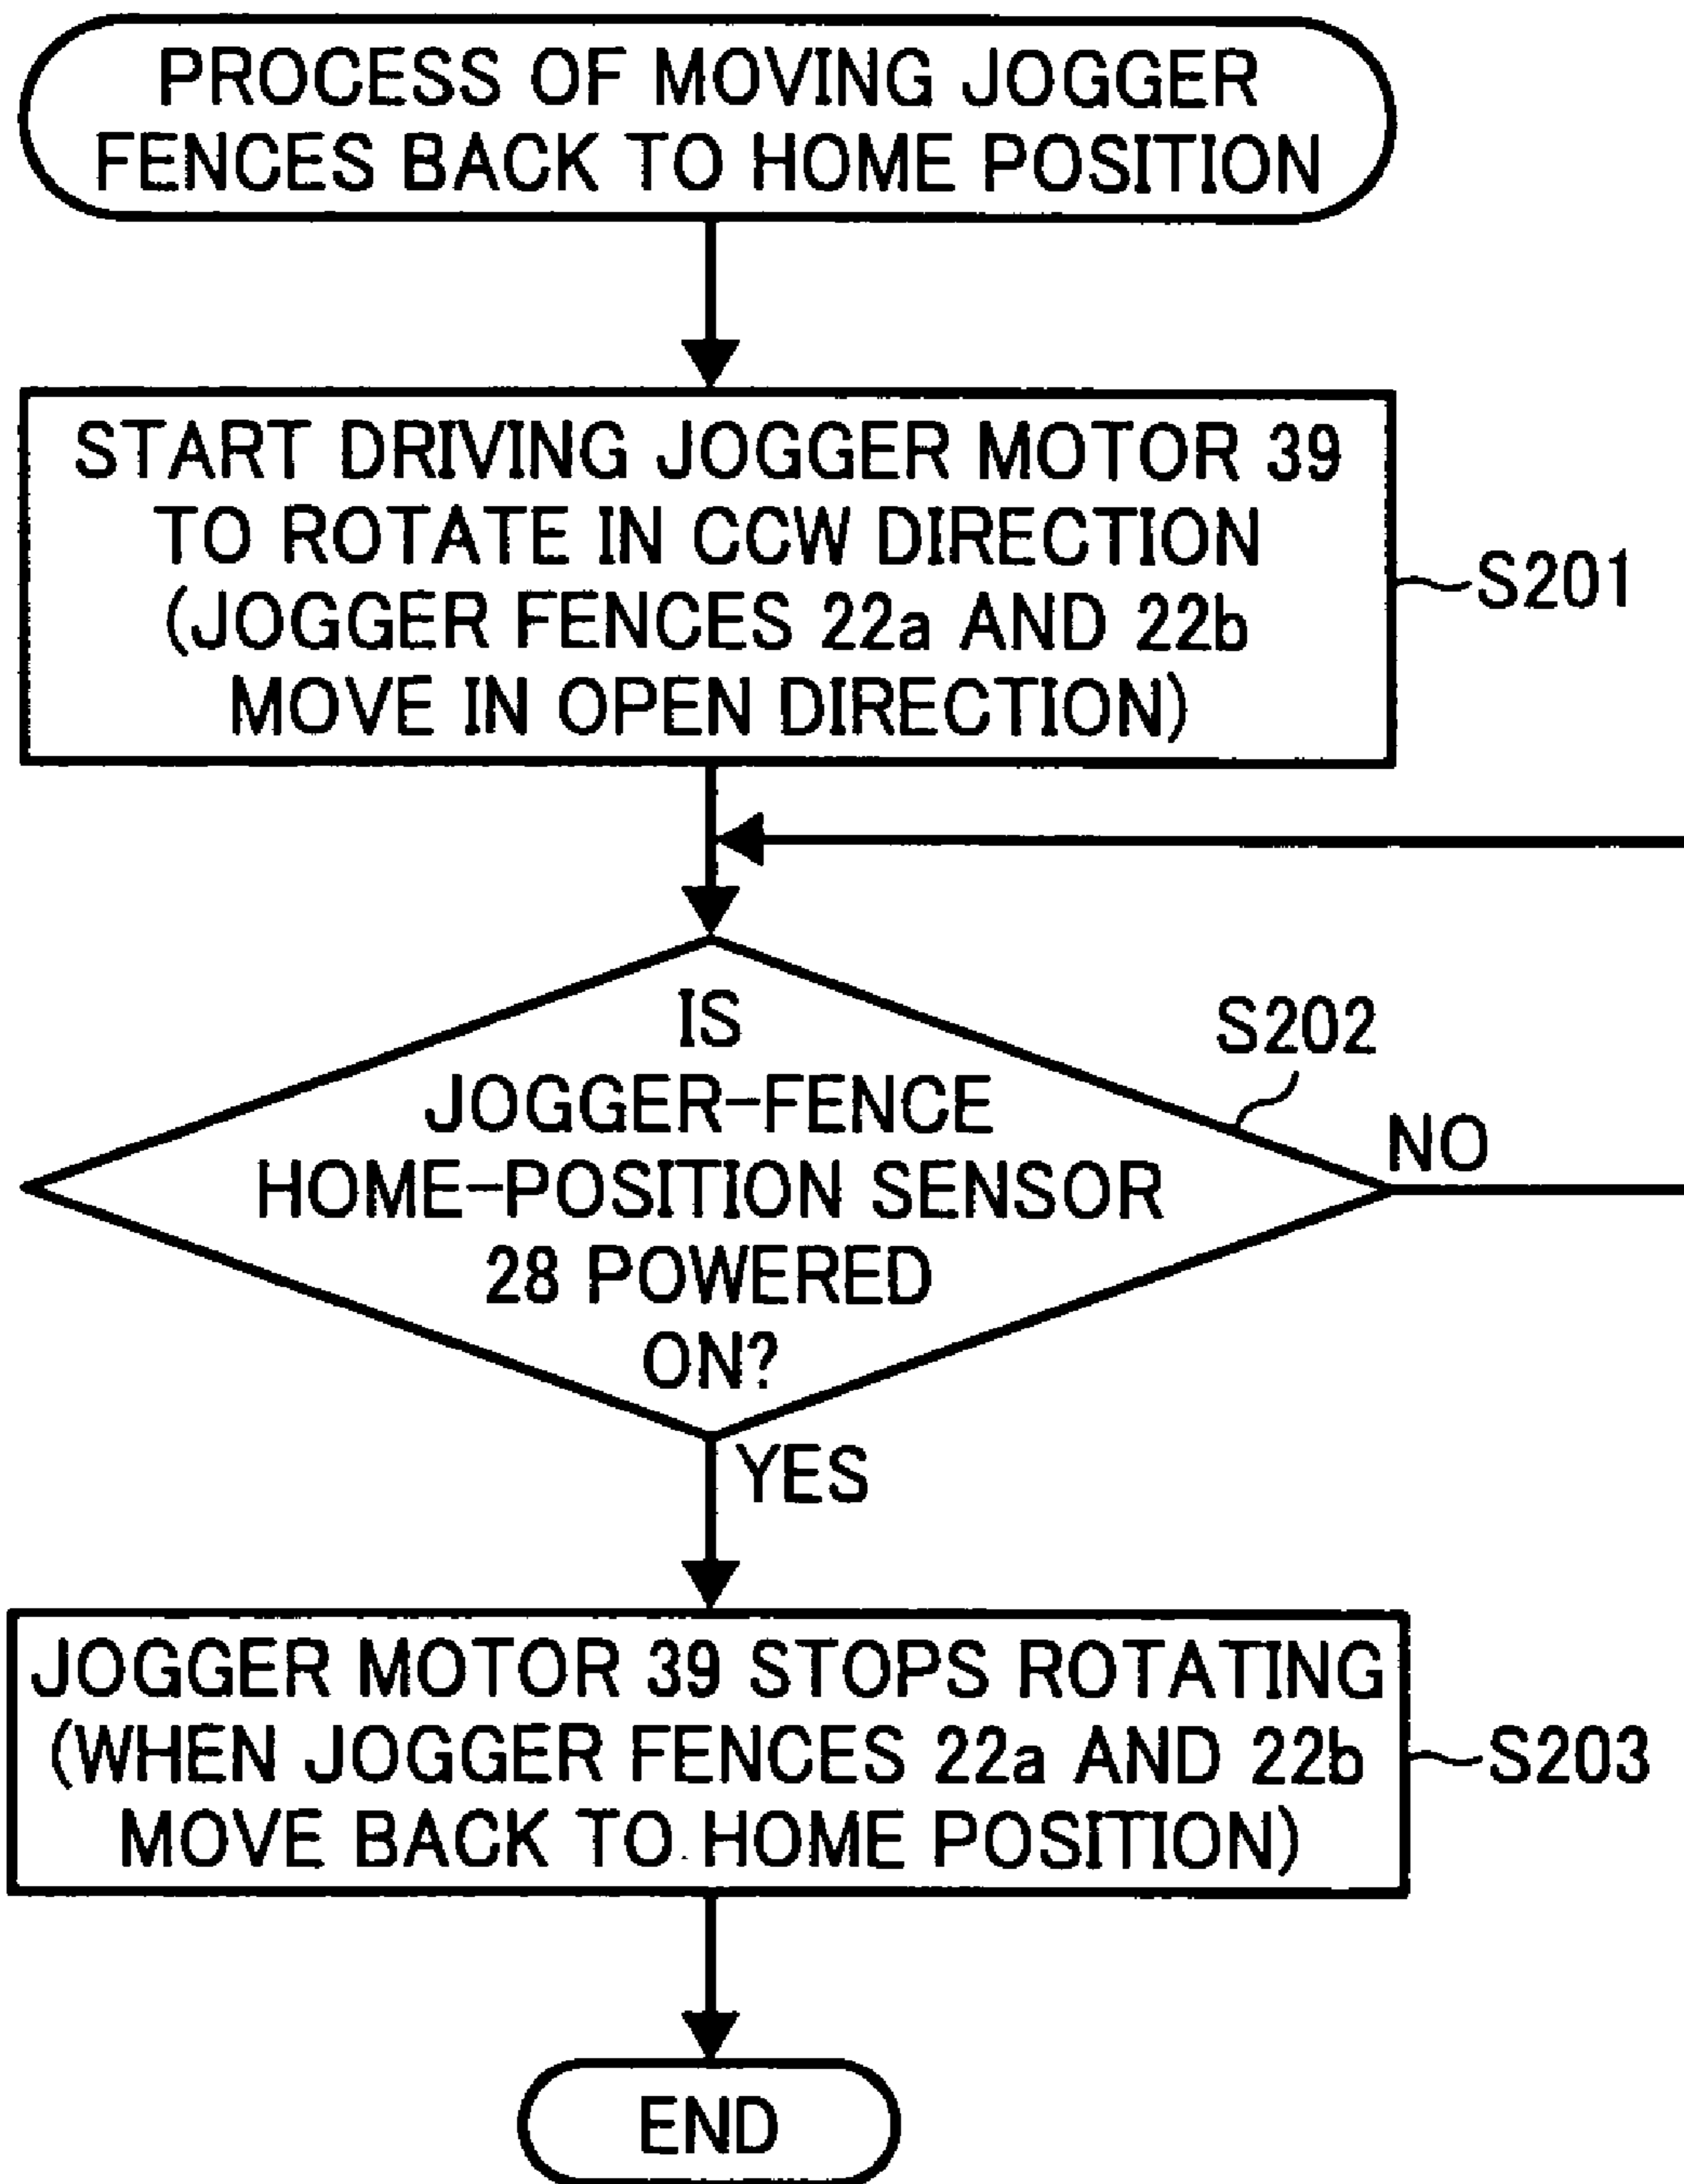 PROCESS OF MOVING JOGGER
FENCES BACK TO HOME POSITION
START DRIVING JOGGER MOTOR 39
TO ROTATE IN CCW DIRECTION
(JOGGER FENCES 22a AND 22b
MOVE IN OPEN DIRECTION)
S201
IS
JOGGER-FENCE
HOME-POSITION SENSOR
28 POWERED
ON?
S202
NO
YES
JOGGER MOTOR 39 STOPS ROTATING
(WHEN JOGGER FENCES 22a AND 22b
MOVE BACK TO HOME POSITION)
S203
END